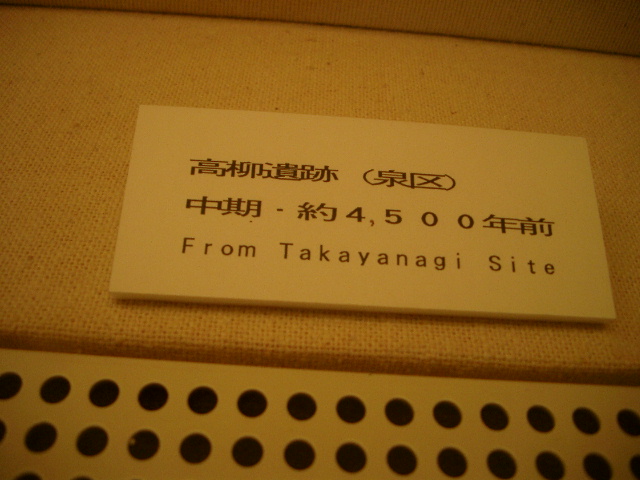 高柳遺跡（泉区）
中期・約4,500年前
From Takayanagi Site